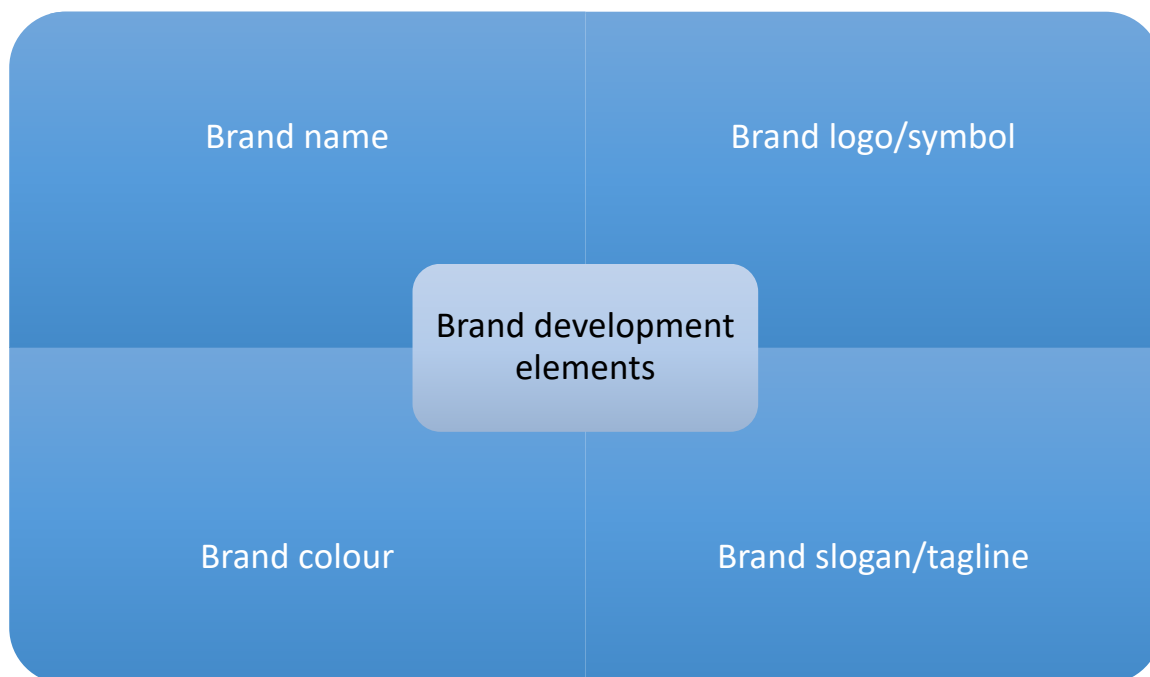 Brand name
Brand logo/symbol
Brand development
elements
Brand colour
Brand slogan/tagline